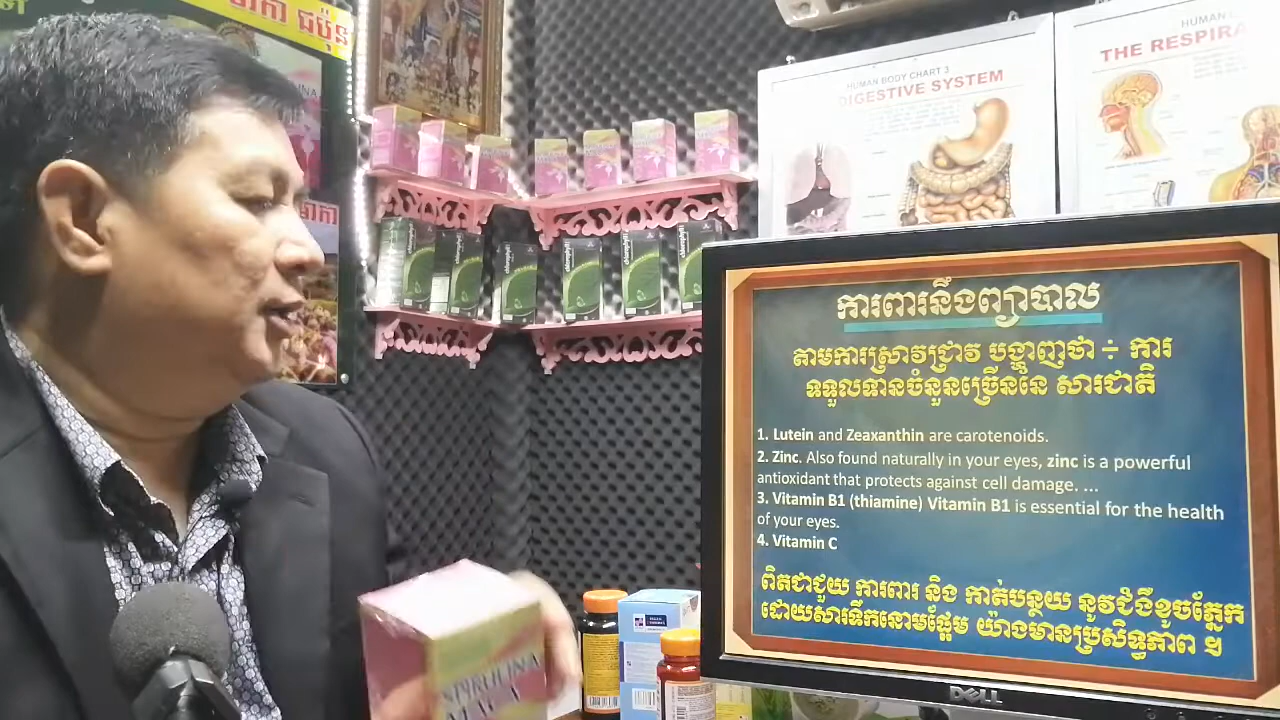 HUMAN BODY CHART 3
DIGESTIVE SYSTEM
THE RESPIRA
ការពារនឹងព្យាបាល
តាមការស្រាវជ្រាវ បង្ហាញថា ÷ ការ
ទទួលទានចំនួនច្រើននៃ សារជាតិ
1. Lutein and Zeaxanthin are carotenoids.
2. Zinc. Also found naturally in your eyes, zinc is a powerful
antioxidant that protects against cell damage. ...
3. Vitamin B1 (thiamine) Vitamin B1 is essential for the health
of your eyes.
4. Vitamin C
ពិតជាជួយ ការពារ និង កាត់បន្ថយ នូវជំងឺខូចភ្នែក
ដោយសារទឹកនោមផ្អែម យ៉ាងមានប្រសិទ្ធភាព ។
DELL
SPIRULINA